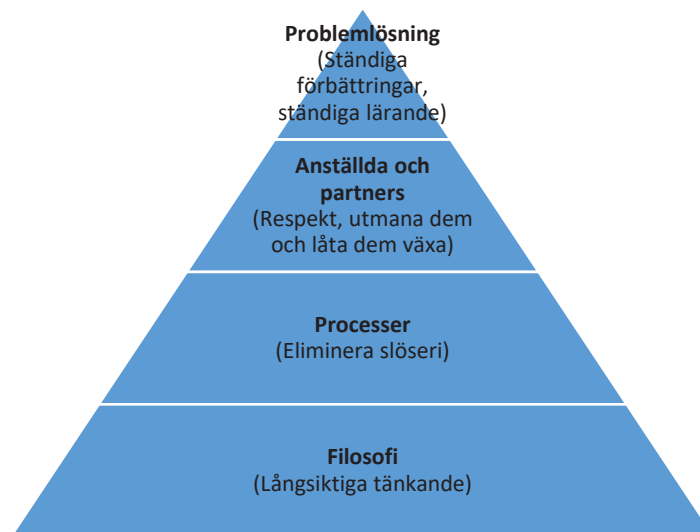 Problemlösning
(Ständiga
förbättringar,
ständiga lärande)
Anställda och
partners
(Respekt, utmana dem
och låta dem växa)
Processer
(Eliminera slöseri)
Filosofi
(Långsiktiga tänkande)